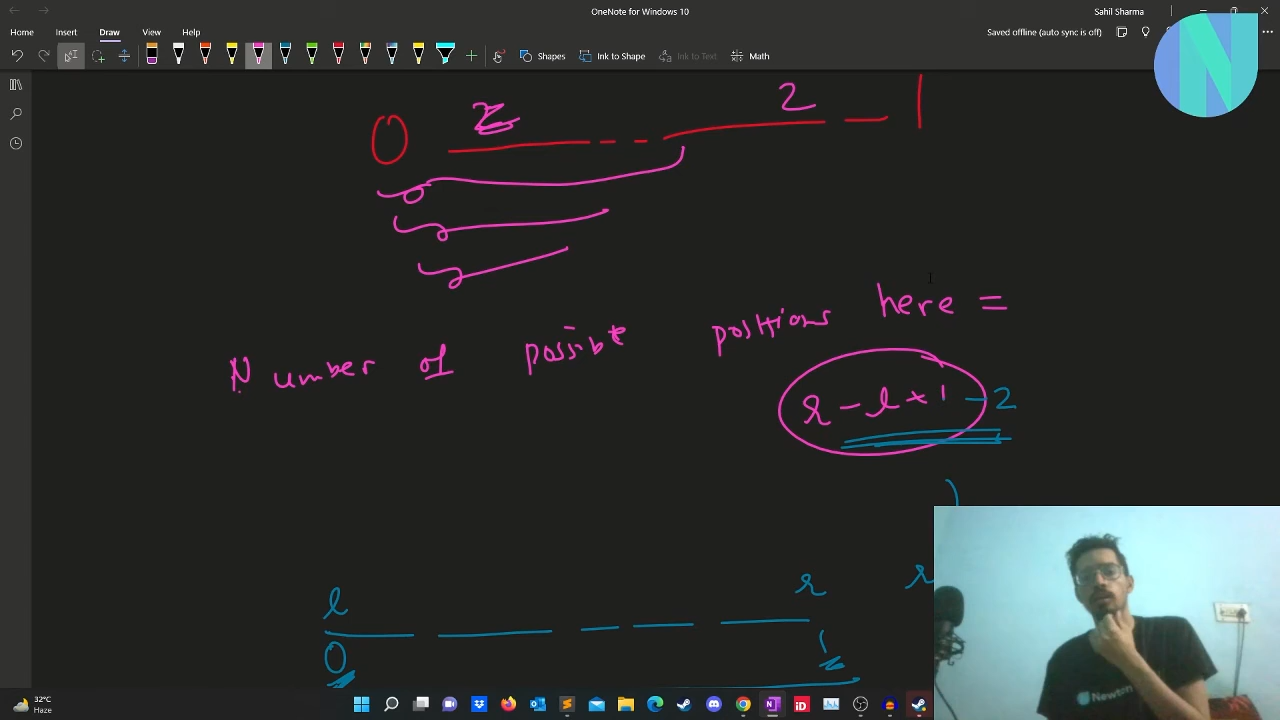 OneNote for Windows 10
Sahil Sharma
Home Insert Draw View Help
Saved offline (auto sync is off)
Shapes Ink to Shape Ink to Text Math
0 2 2 1
Number of possible positions here =
r - l + 1 - 2
l r r
0 1
Newton
32°C
Haze